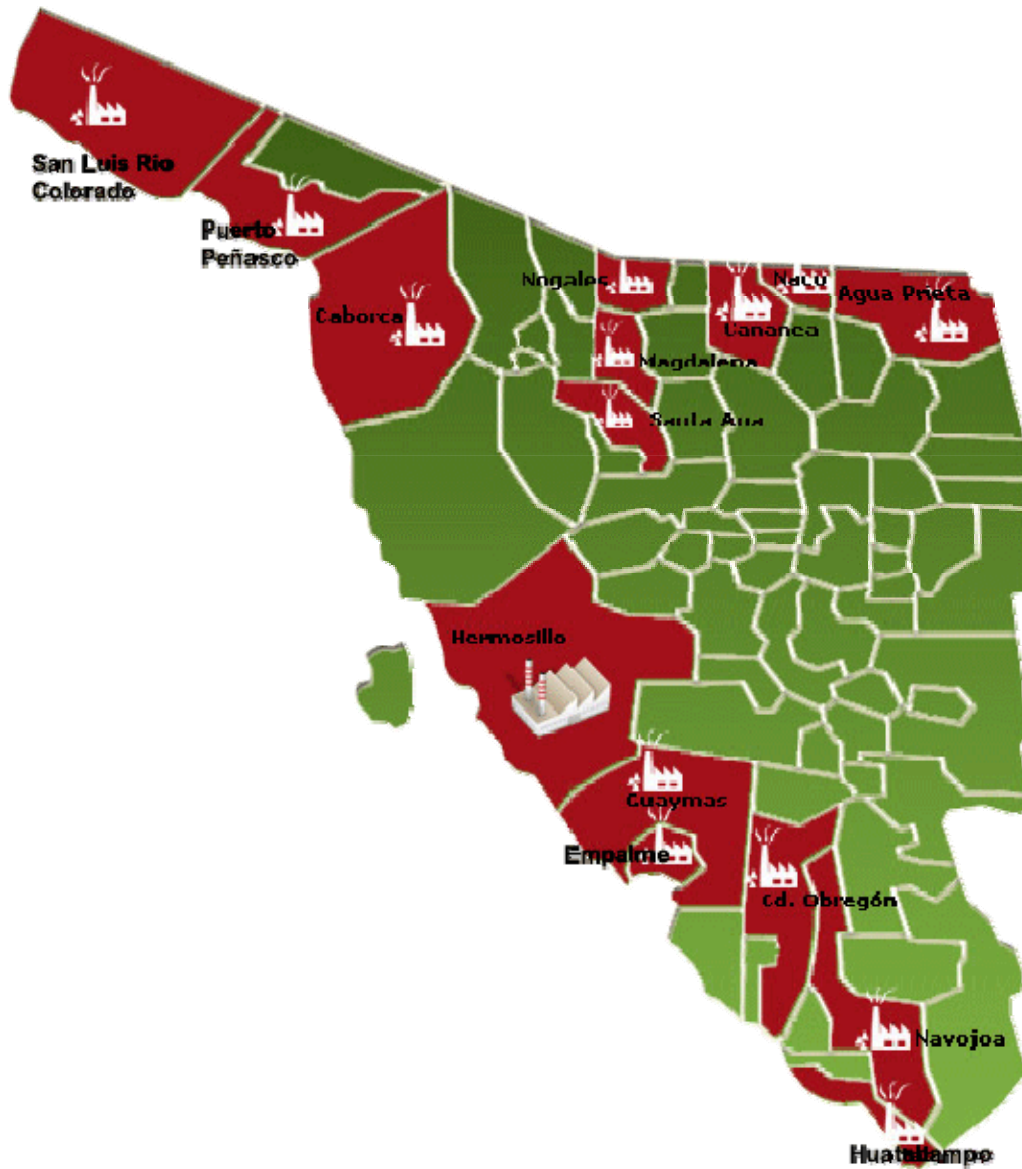 San Luis Rio
Colorado
Puerto
Peñasco
Nogales
Naco
Agua Prieta
Caborca
Cananea
Magdalena
Santa Ana
Hermosillo
Guaymas
Empalme
Cd. Obregón
Navojoa
Huatabampo